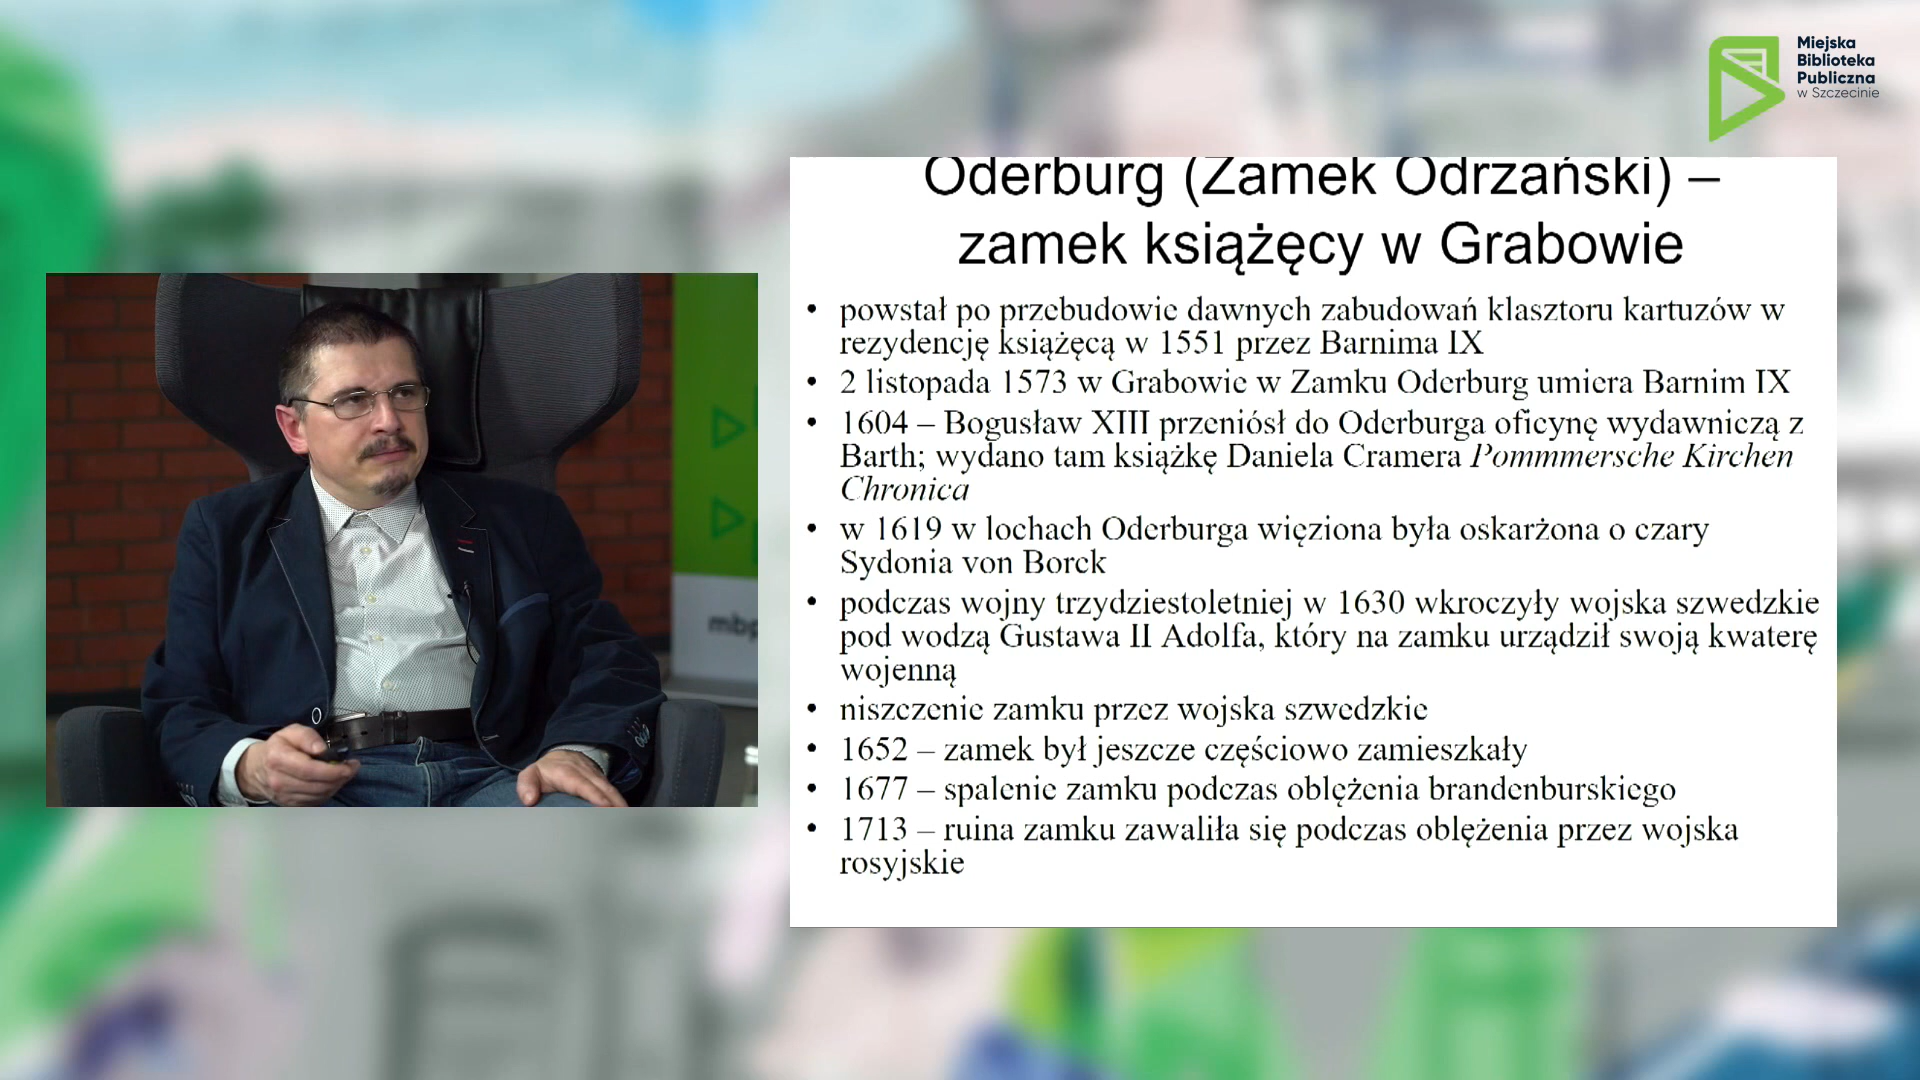 Miejska
Biblioteka
Publiczna
w Szczecinie
Oderburg (Zamek Odrzański) –
zamek książęcy w Grabowie
• powstał po przebudowie dawnych zabudowań klasztoru kartuzów w
rezydencję książęcą w 1551 przez Barnima IX
• 2 listopada 1573 w Grabowie w Zamku Oderburg umiera Barnim IX
• 1604 – Bogusław XIII przeniósł do Oderburga oficynę wydawniczą z
Barth; wydano tam książkę Daniela Cramera Pommmersche Kirchen
Chronica
• w 1619 w lochach Oderburga więziona była oskarżona o czary
Sydonia von Borck
• podczas wojny trzydziestoletniej w 1630 wkroczyły wojska szwedzkie
pod wodzą Gustawa II Adolfa, który na zamku urządził swoją kwaterę
wojenną
• niszczenie zamku przez wojska szwedzkie
• 1652 – zamek był jeszcze częściowo zamieszkały
• 1677 – spalenie zamku podczas oblężenia brandenburskiego
• 1713 – ruina zamku zawaliła się podczas oblężenia przez wojska
rosyjskie
mbp